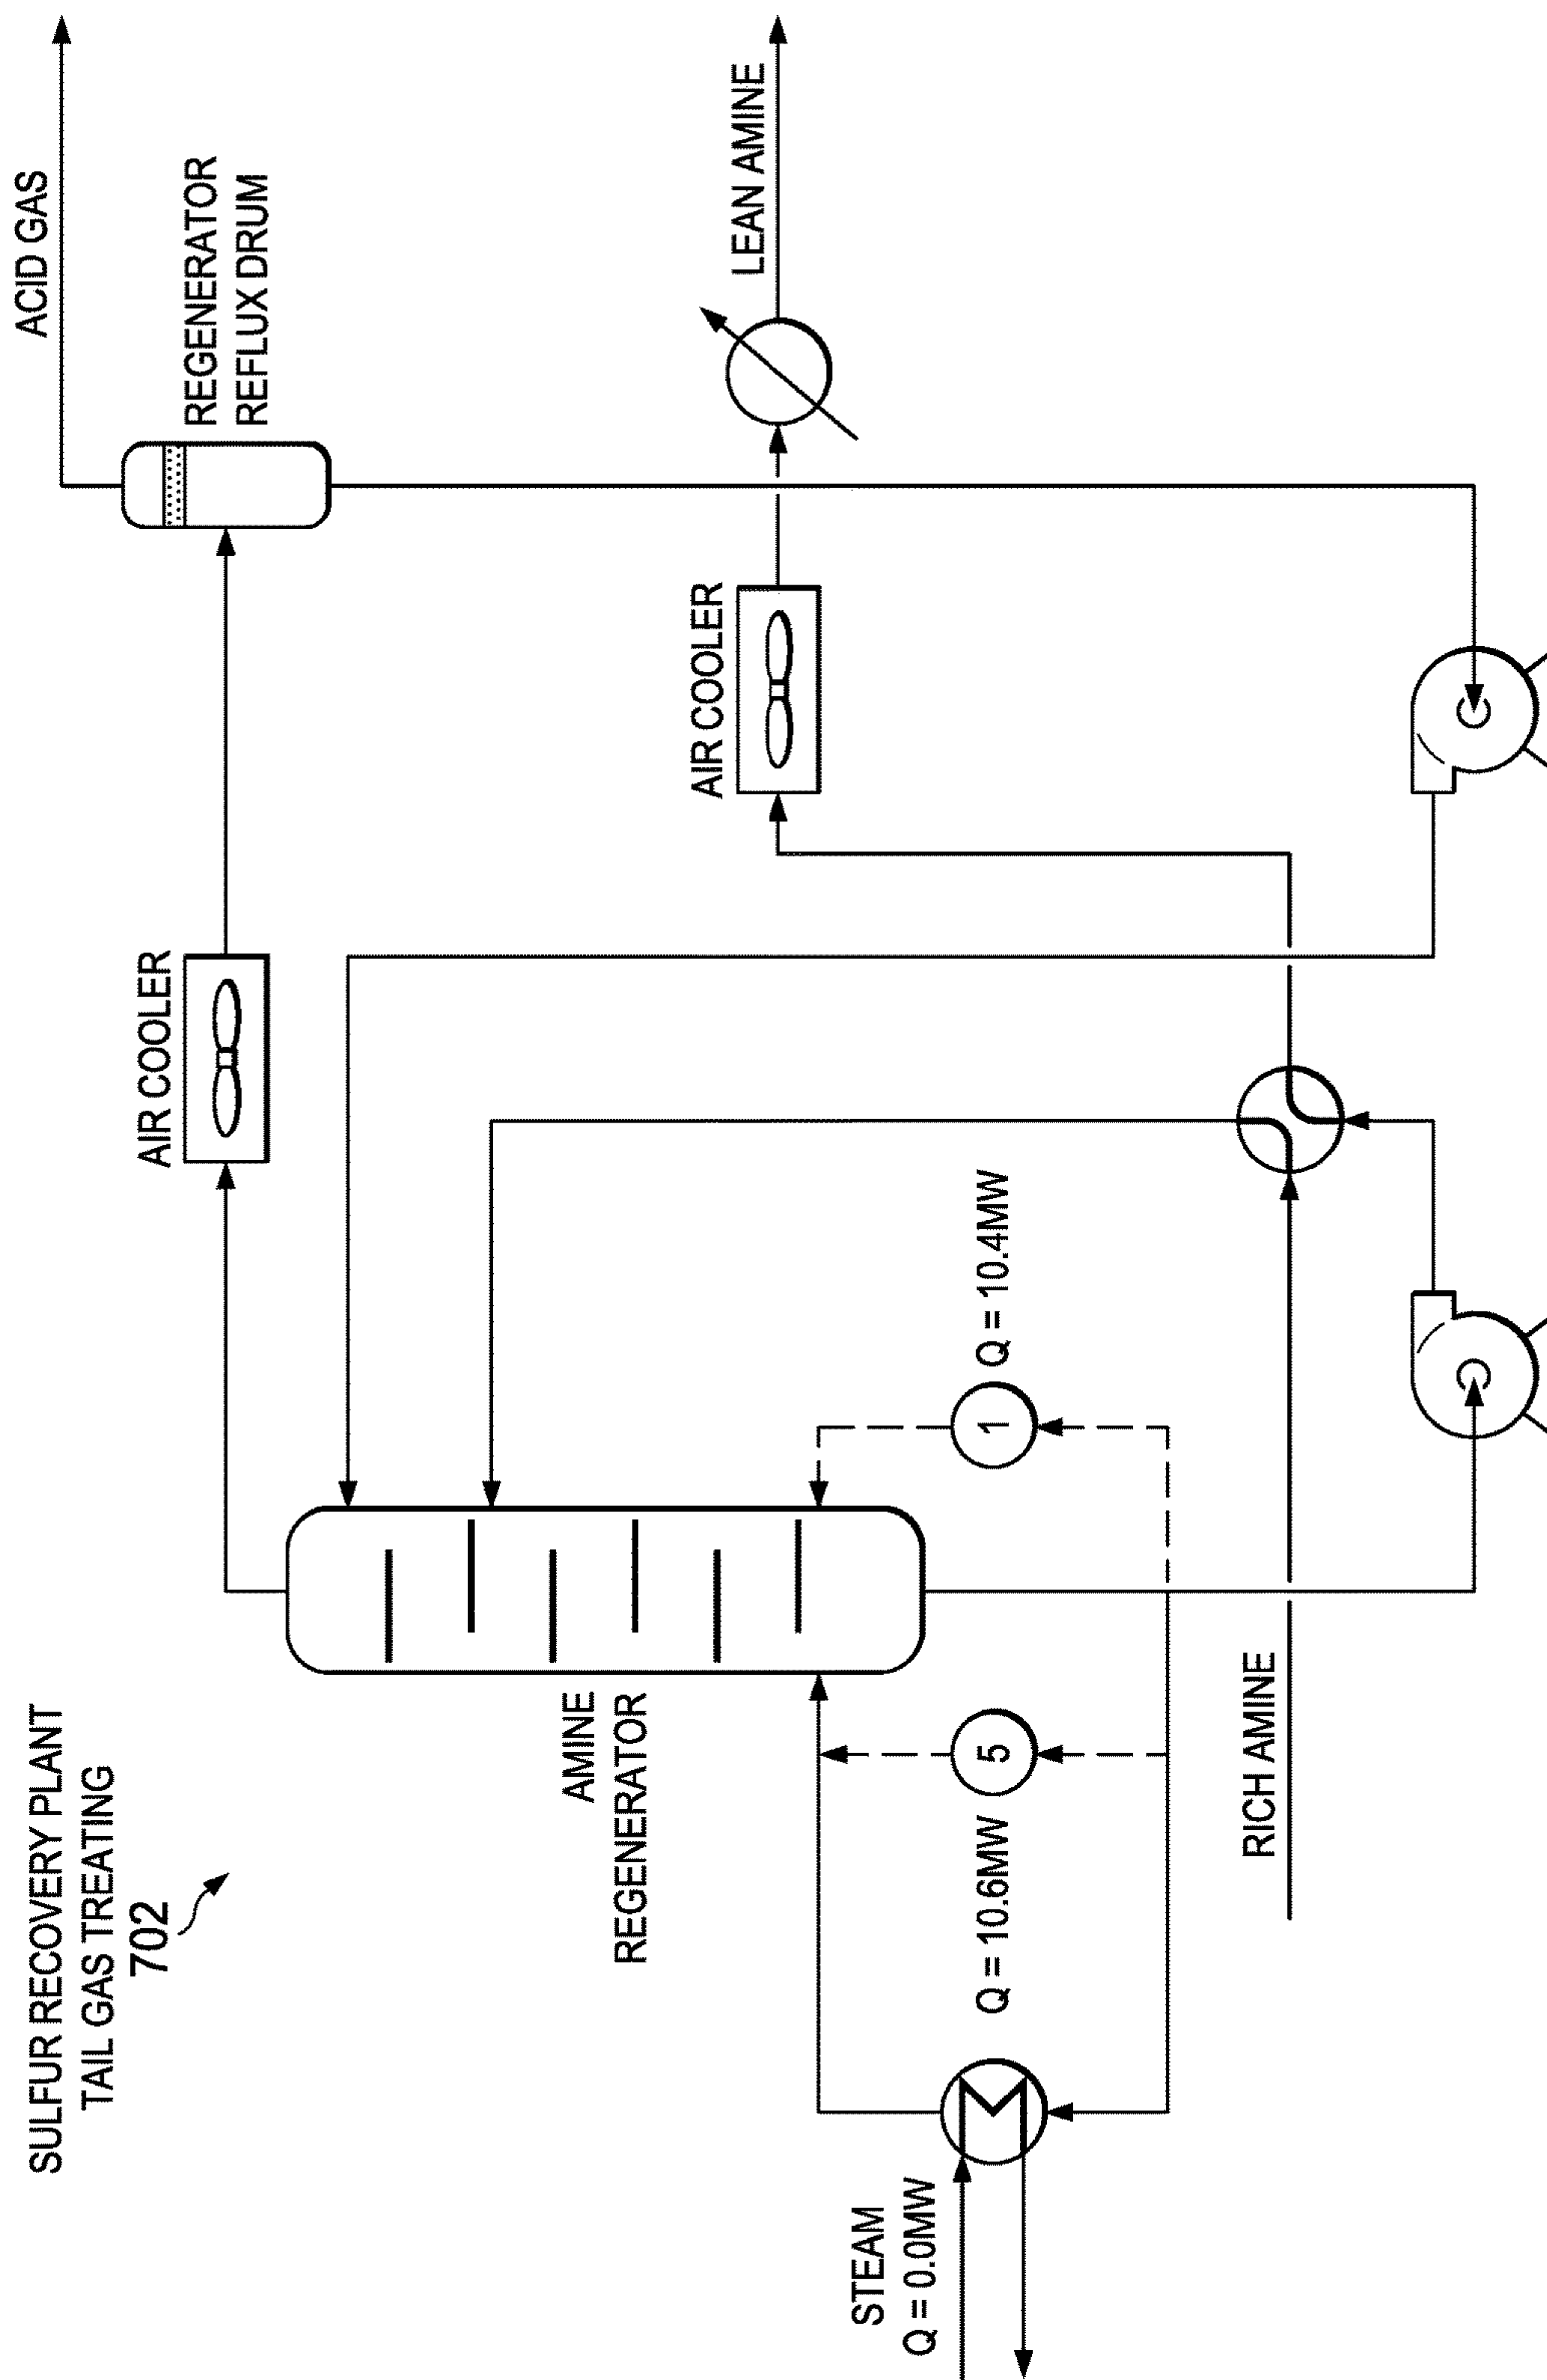 SULFUR RECOVERY PLANT
TAIL GAS TREATING
702
AIR COOLER
ACID GAS
REGENERATOR
REFLUX DRUM
AMINE
REGENERATOR
AIR COOLER
LEAN AMINE
STEAM
Q = 0.0MW
Q = 10.6MW
5
1
Q = 10.4MW
RICH AMINE